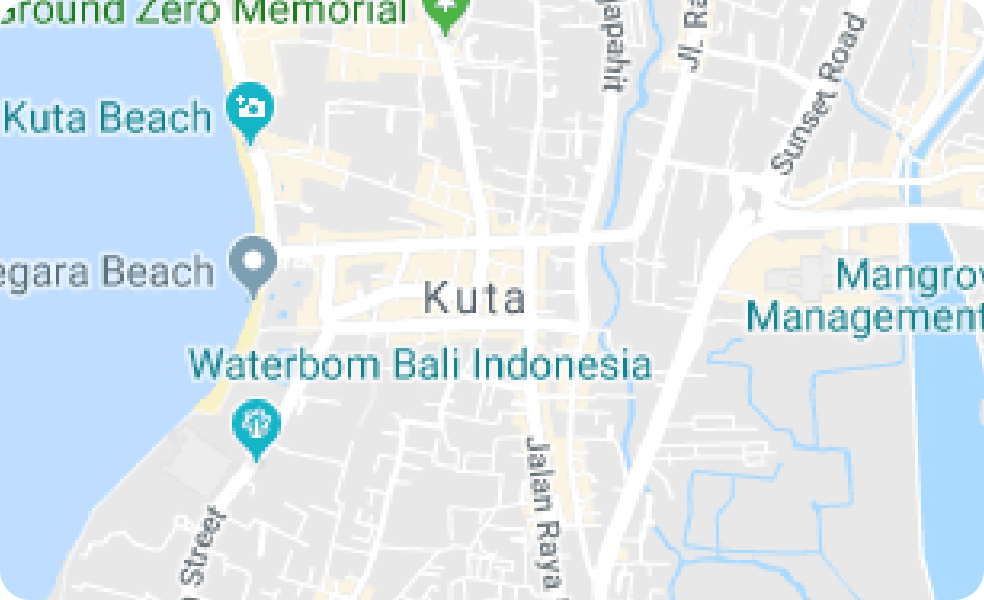 Ground Zero Memorial
Kuta Beach
egara Beach
Kuta
Waterbom Bali Indonesia
Mangrov
Management
apahit
Jl. Ra
Sunset Road
Jalan Raya
Street